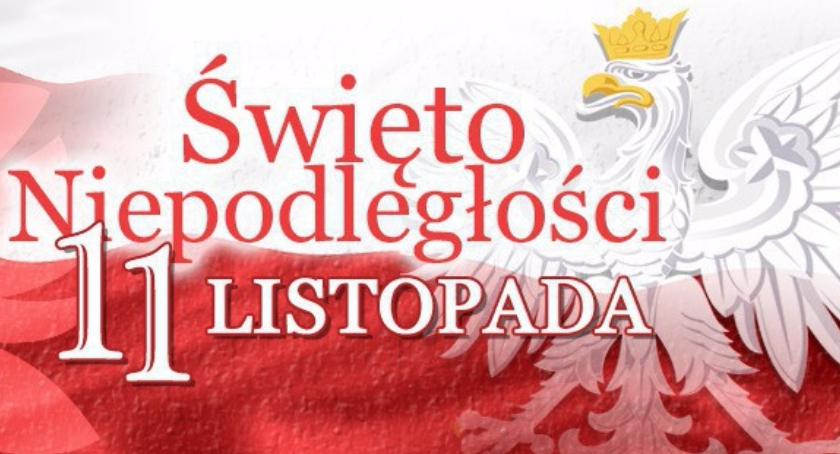 Święto
Niepodległości
11 LISTOPADA